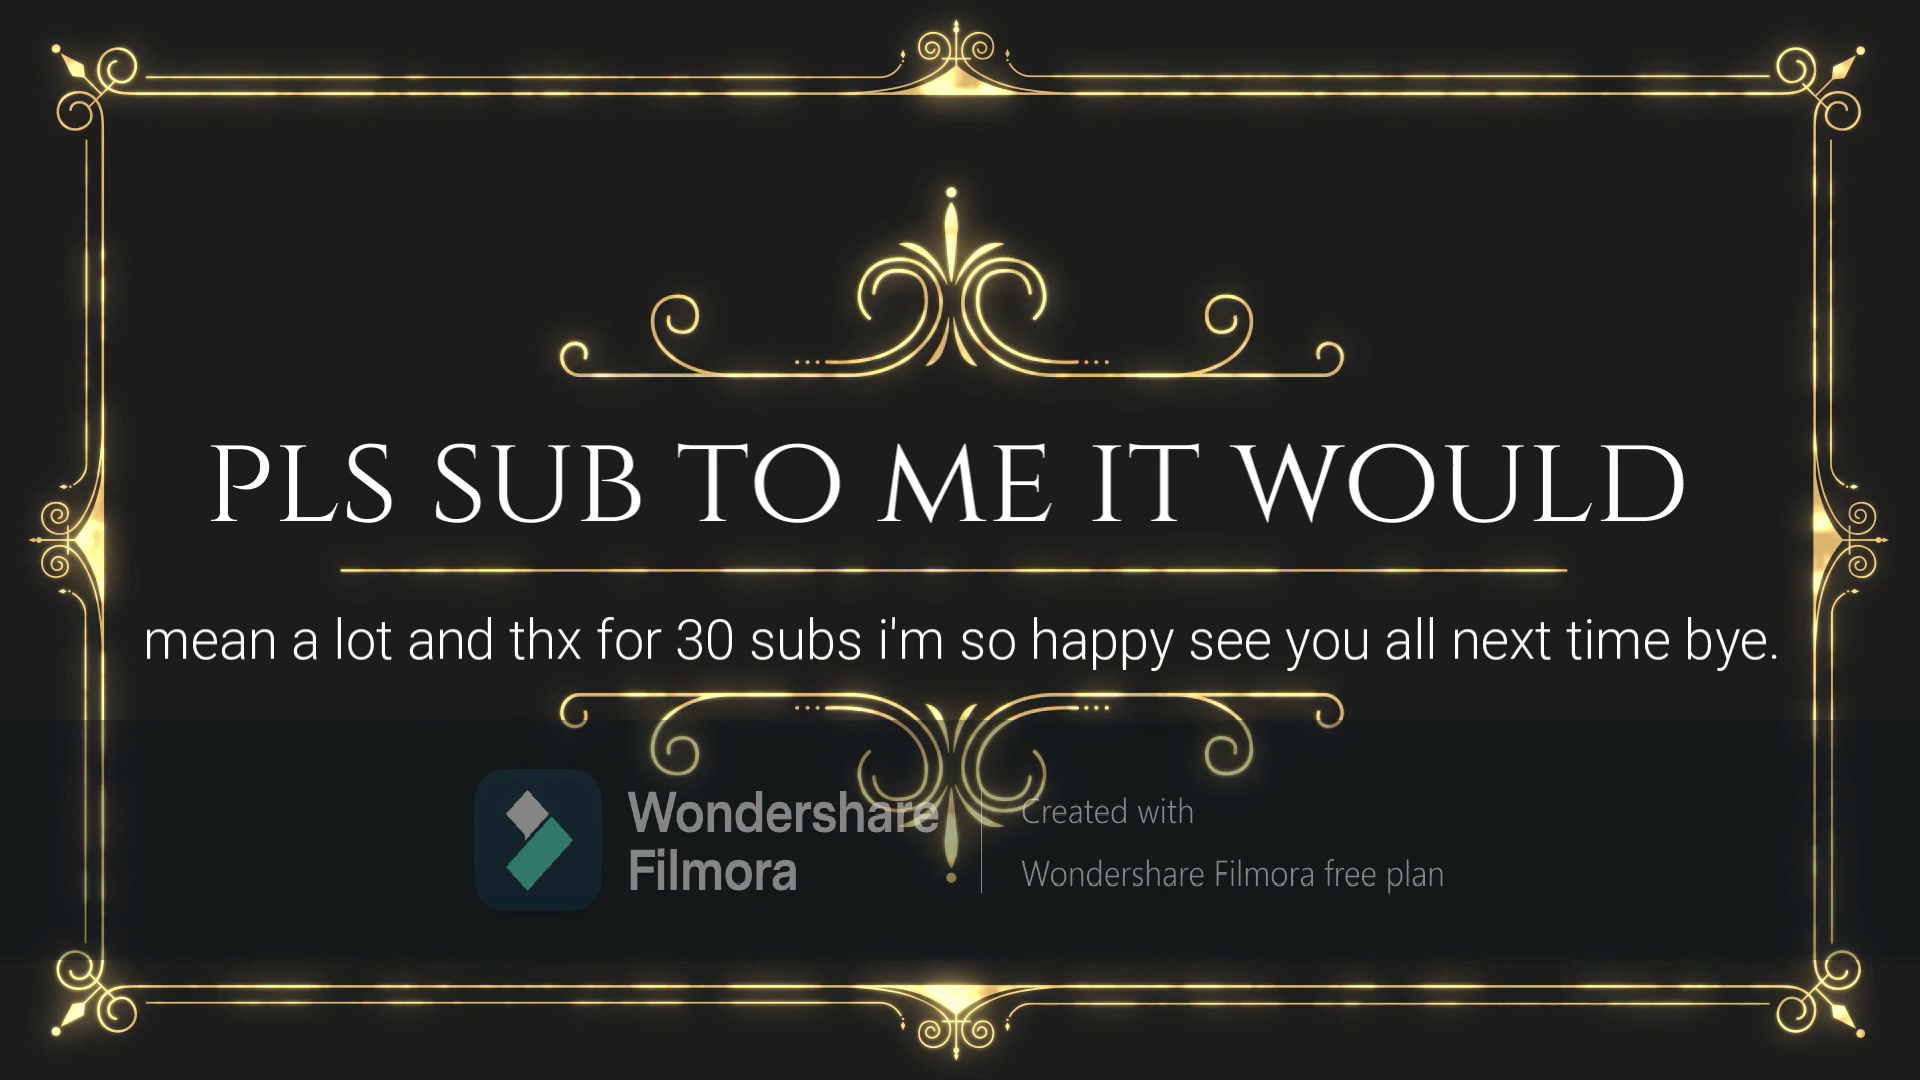 PLS SUB TO ME IT WOULD
mean a lot and thx for 30 subs i'm so happy see you all next time bye.
Wondershare
Filmora
Created with
Wondershare Filmora free plan